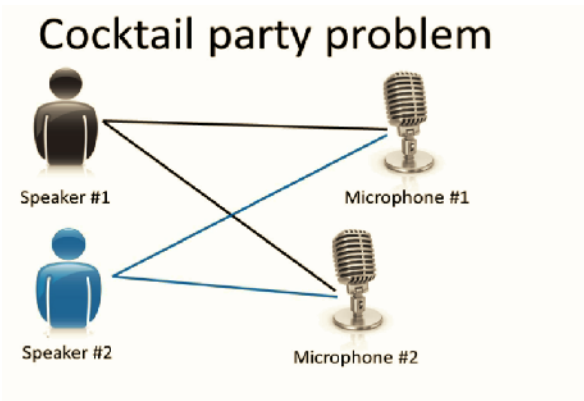 Cocktail party problem
Speaker #1
Microphone #1
Speaker #2
Microphone #2